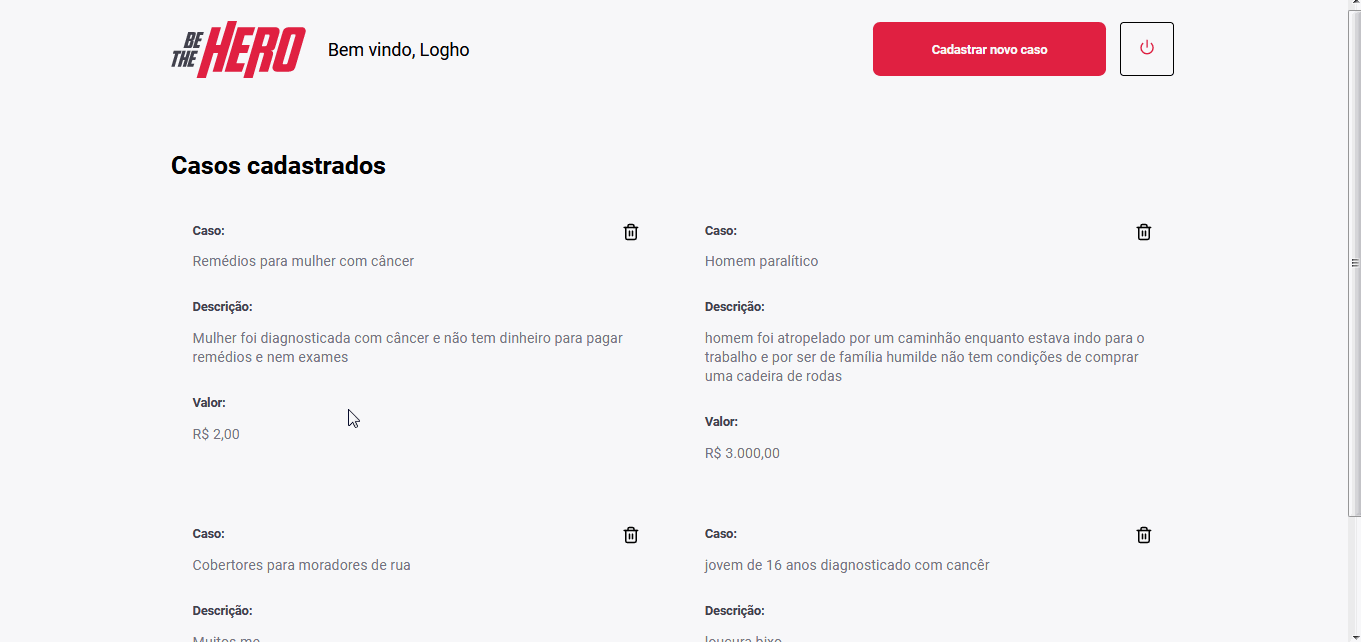 BE
THE HERO
Bem vindo, Logho
Cadastrar novo caso
Casos cadastrados
Caso:
Remédios para mulher com câncer
Descrição:
Mulher foi diagnosticada com câncer e não tem dinheiro para pagar
remédios e nem exames
Valor:
R$ 2,00
Caso:
Homem paralítico
Descrição:
homem foi atropelado por um caminhão enquanto estava indo para o
trabalho e por ser de família humilde não tem condições de comprar
uma cadeira de rodas
Valor:
R$ 3.000,00
Caso:
Cobertores para moradores de rua
Descrição:
Muitos me
Caso:
jovem de 16 anos diagnosticado com cancêr
Descrição:
loucura bixo